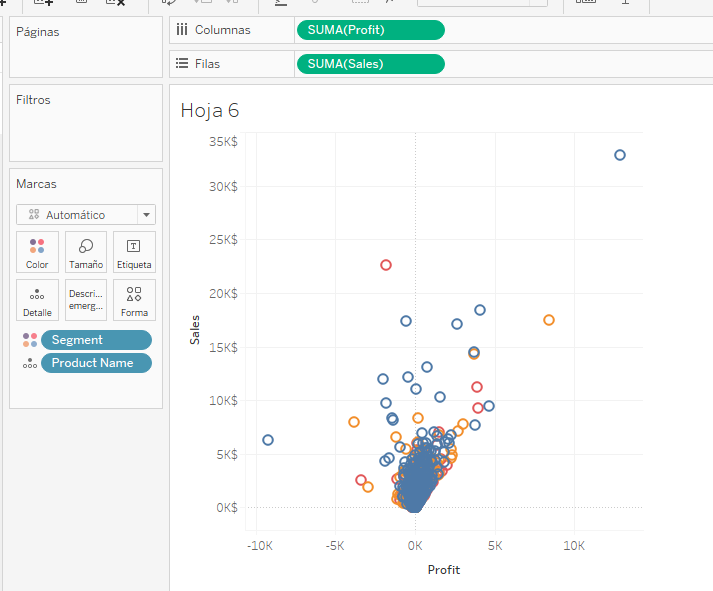 Páginas
Columnas
SUMA(Profit)
Filas
SUMA(Sales)
Filtros
Hoja 6
Marcas
Automático
Color
Tamaño
Etiqueta
Detalle
Descri...
emerg...
Forma
Segment
Product Name
35K$
30K$
25K$
20K$
15K$
10K$
5K$
0K$
Sales
-10K
-5K
0K
5K
10K
Profit